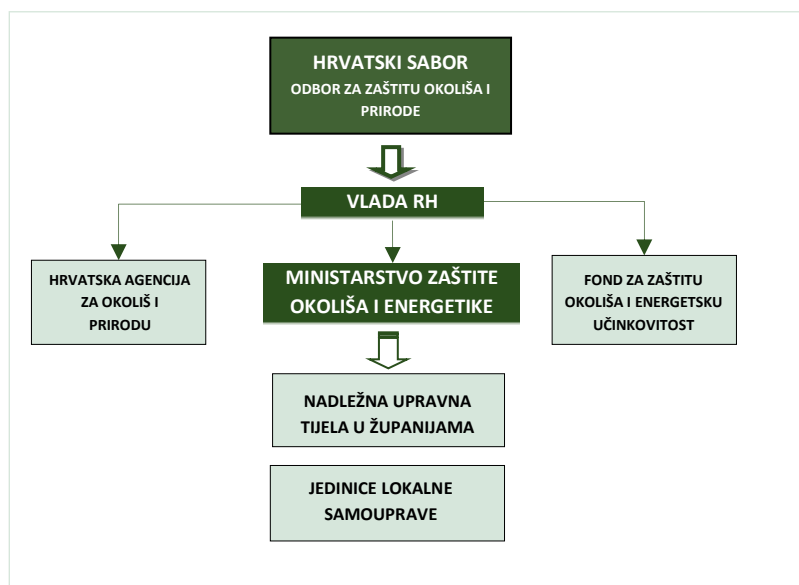 HRVATSKI SABOR
ODBOR ZA ZAŠTITU OKOLIŠA I
PRIRODE
VLADA RH
HRVATSKA AGENCIJA
ZA OKOLIŠ I
PRIRODU
MINISTARSTVO ZAŠTITE
OKOLIŠA I ENERGETIKE
FOND ZA ZAŠTITU
OKOLIŠA I ENERGETSKU
UČINKOVITOST
NADLEŽNA UPRAVNA
TIJELA U ŽUPANIJAMA
JEDINICE LOKALNE
SAMOUPRAVE